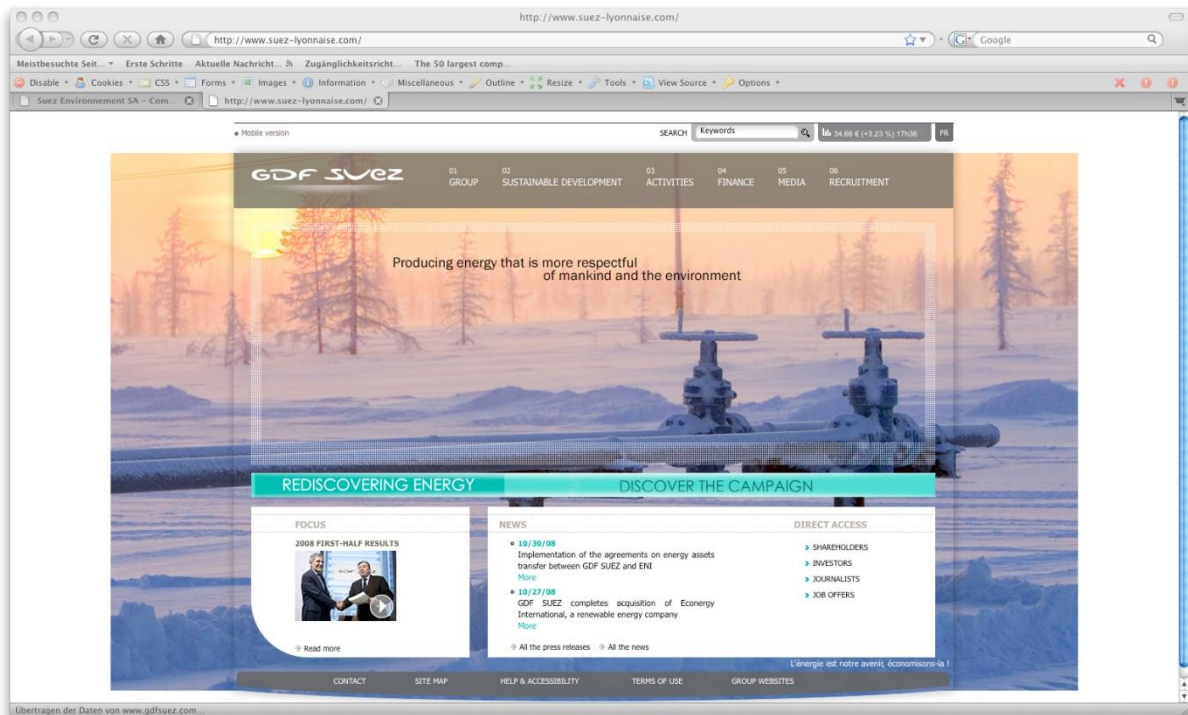 http://www.suez-lyonnaise.com/
http://www.suez-lyonnaise.com/
Google
Meistbesuchte Seit... Erste Schritte Aktuelle Nachricht... Zugänglichkeitsricht... The 50 largest comp...
Disable Cookies CSS Forms Images Information Miscellaneous Outline Resize Tools View Source Options
Suez Environnement SA – Com... http://www.suez-lyonnaise.com/
Mobile version SEARCH Keywords 34.66 € (+3.23 %) 17h36 FR
GDF SUEZ
01 02 03 04 05 06
GROUP SUSTAINABLE DEVELOPMENT ACTIVITIES FINANCE MEDIA RECRUITMENT
Producing energy that is more respectful
of mankind and the environment
REDISCOVERING ENERGY DISCOVER THE CAMPAIGN
FOCUS
2008 FIRST-HALF RESULTS
Read more
NEWS
10/30/08
Implementation of the agreements on energy assets
transfer between GDF SUEZ and ENI
More
10/27/08
GDF SUEZ completes acquisition of Econergy
International, a renewable energy company
More
All the press releases All the news
DIRECT ACCESS
SHAREHOLDERS
INVESTORS
JOURNALISTS
JOB OFFERS
L'énergie est notre avenir, économisons-la !
CONTACT SITE MAP HELP & ACCESSIBILITY TERMS OF USE GROUP WEBSITES
Übertragen der Daten von www.gdfsuez.com...